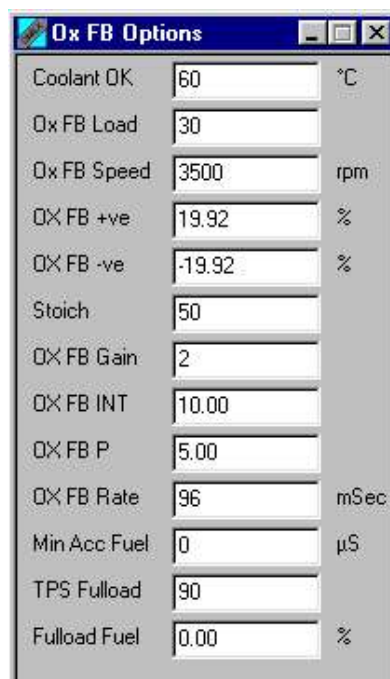 Ox FB Options
Coolant OK 60 °C
Ox FB Load 30
Ox FB Speed 3500 rpm
OX FB +ve 19.92 %
OX FB -ve -19.92 %
Stoich 50
OX FB Gain 2
OX FB INT 10.00
OX FB P 5.00
OX FB Rate 96 mSec
Min Acc Fuel 0 µS
TPS Fulload 90
Fulload Fuel 0.00 %